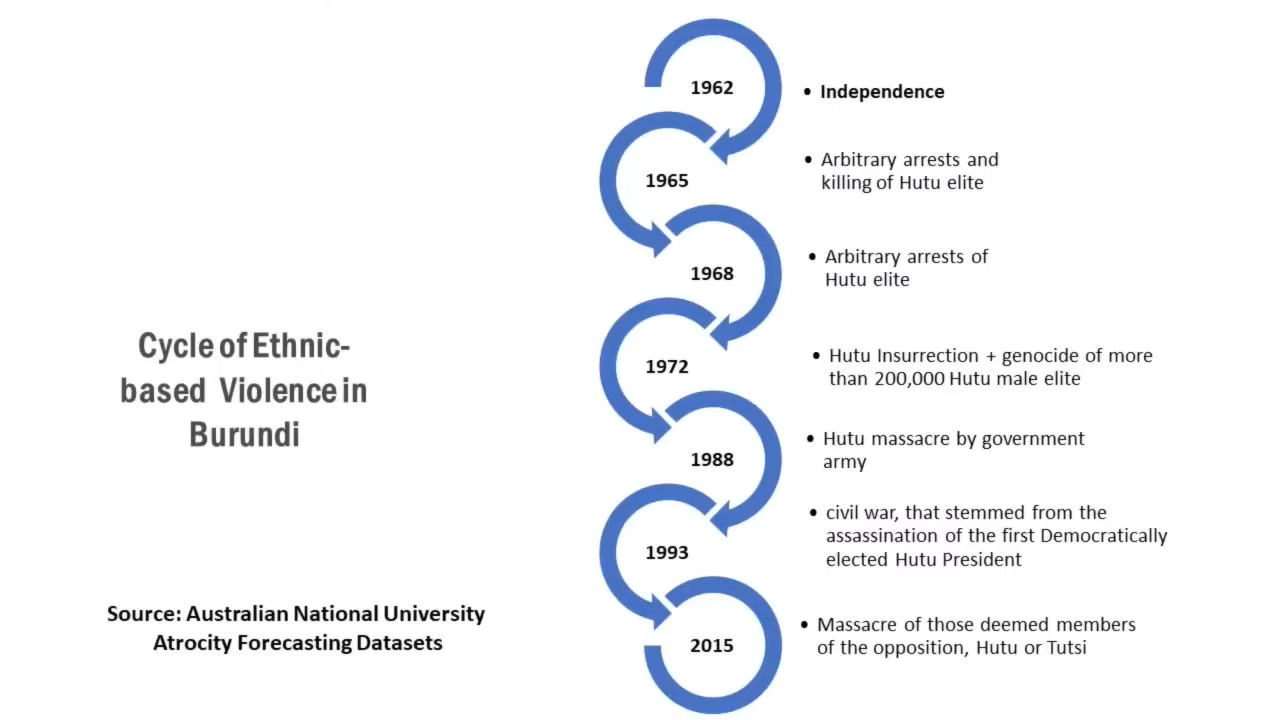 Cycle of Ethnic-
based Violence in
Burundi
Source: Australian National University
Atrocity Forecasting Datasets
1962
• Independence
1965
• Arbitrary arrests and
killing of Hutu elite
1968
• Arbitrary arrests of
Hutu elite
1972
• Hutu Insurrection + genocide of more
than 200,000 Hutu male elite
1988
• Hutu massacre by government
army
1993
• civil war, that stemmed from the
assassination of the first Democratically
elected Hutu President
2015
• Massacre of those deemed members
of the opposition, Hutu or Tutsi